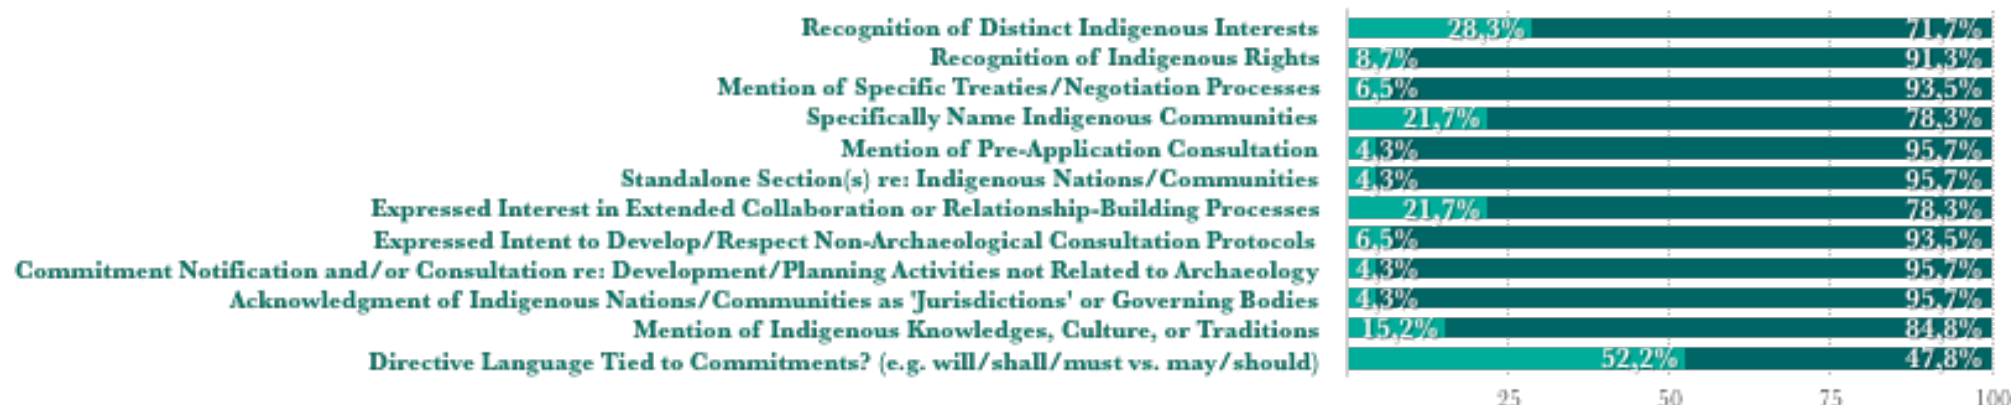 Recognition of Distinct Indigenous Interests 28,3% 71,7%
Recognition of Indigenous Rights 8,7% 91,3%
Mention of Specific Treaties/Negotiation Processes 6,5% 93,5%
Specifically Name Indigenous Communities 21,7% 78,3%
Mention of Pre-Application Consultation 4,3% 95,7%
Standalone Section(s) re: Indigenous Nations/Communities 4,3% 95,7%
Expressed Interest in Extended Collaboration or Relationship-Building Processes 21,7% 78,3%
Expressed Intent to Develop/Respect Non-Archaeological Consultation Protocols 6,5% 93,5%
Commitment Notification and/or Consultation re: Development/Planning Activities not Related to Archaeology 4,3% 95,7%
Acknowledgment of Indigenous Nations/Communities as 'Jurisdictions' or Governing Bodies 4,3% 95,7%
Mention of Indigenous Knowledges, Culture, or Traditions 15,2% 84,8%
Directive Language Tied to Commitments? (e.g. will/shall/must vs. may/should) 52,2% 47,8%
25 50 75 100